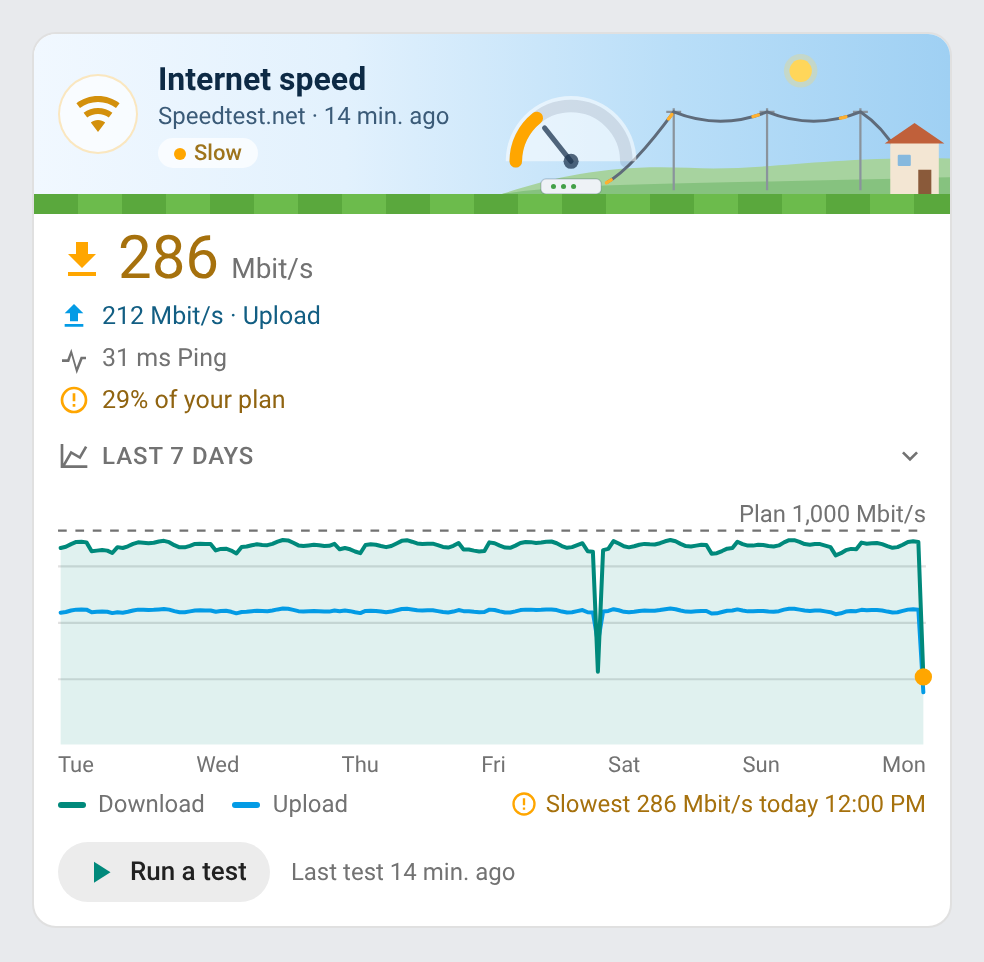 Internet speed
Speedtest.net · 14 min. ago
Slow
286 Mbit/s
212 Mbit/s · Upload
31 ms Ping
29% of your plan
LAST 7 DAYS
Plan 1,000 Mbit/s
Tue Wed Thu Fri Sat Sun Mon
Download Upload Slowest 286 Mbit/s today 12:00 PM
Run a test Last test 14 min. ago